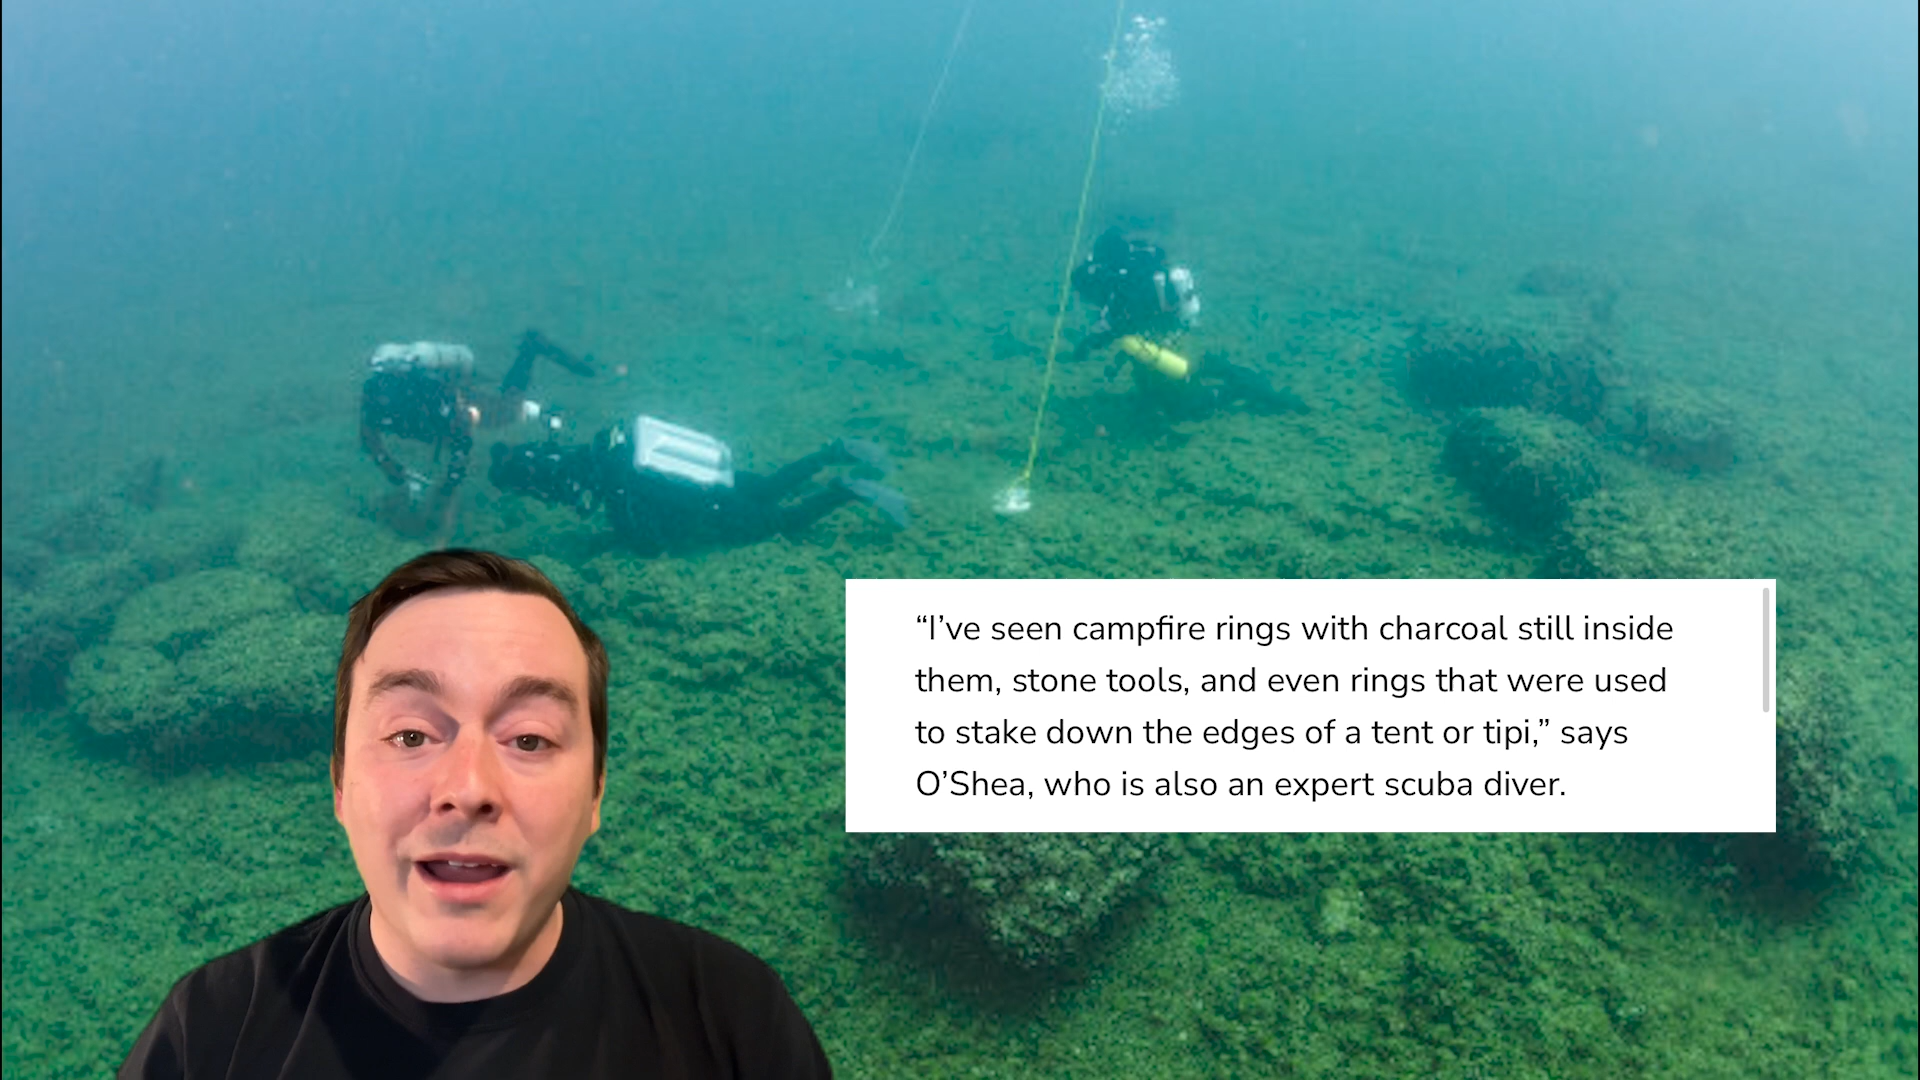 “I’ve seen campfire rings with charcoal still inside
them, stone tools, and even rings that were used
to stake down the edges of a tent or tipi,” says
O’Shea, who is also an expert scuba diver.